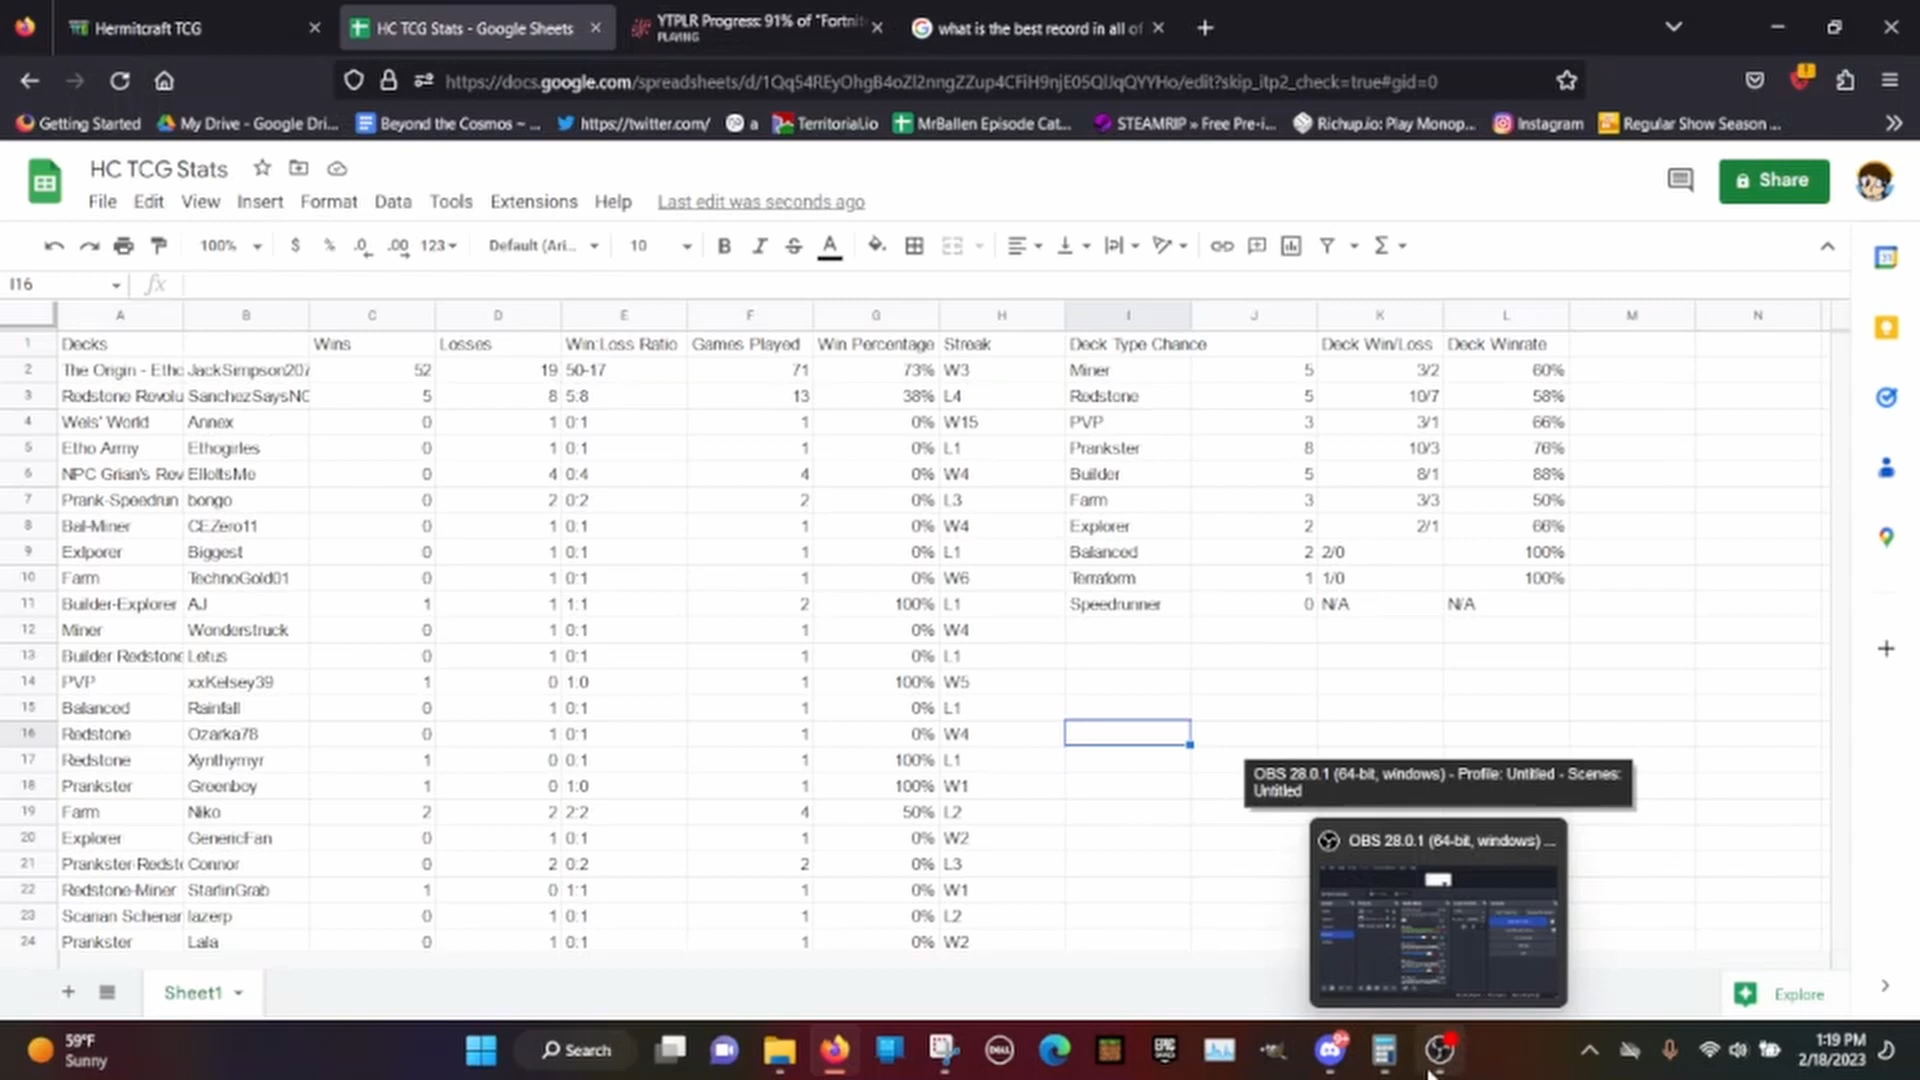 Hermitcraft TCG
HC TCG Stats - Google Sheets
YTPLR Progress: 91% of "Fortnit
PLAYING
what is the best record in all of
https://docs.google.com/spreadsheets/d/1Qq54REyOhgB4oZl2nngZZup4CFiH9njE05QlJqQYYHo/edit?skip_itp2_check=true#gid=0
Getting Started My Drive - Google Dri... Beyond the Cosmos ~ ... https://twitter.com/ a Territorial.io MrBallen Episode Cat... STEAMRIP » Free Pre-i... Richup.io: Play Monop... Instagram Regular Show Season ...
HC TCG Stats
Share
File Edit View Insert Format Data Tools Extensions Help Last edit was seconds ago
100% $ % .0 .00 123 Default (Ari... 10 B I S A
I16 fx
A B C D E F G H I J K L M N
1 Decks Wins Losses Win:Loss Ratio Games Played Win Percentage Streak Deck Type Chance Deck Win/Loss Deck Winrate
2 The Origin - Etho JackSimpson207 52 19 50-17 71 73% W3 Miner 5 3/2 60%
3 Redstone Revolu SanchezSaysNO 5 8 5:8 13 38% L4 Redstone 5 10/7 58%
4 Wels' World Annex 0 1 0:1 1 0% W15 PVP 3 3/1 66%
5 Etho Army Ethogirles 0 1 0:1 1 0% L1 Prankster 8 10/3 76%
6 NPC Grian's Rev ElloItsMe 0 4 0:4 4 0% W4 Builder 5 8/1 88%
7 Prank-Speedrun bongo 0 2 0:2 2 0% L3 Farm 3 3/3 50%
8 Bal-Miner CEZero11 0 1 0:1 1 0% W4 Explorer 2 2/1 66%
9 Exlporer Biggest 0 1 0:1 1 0% L1 Balanced 2 2/0 100%
10 Farm TechnoGold01 0 1 0:1 1 0% W6 Terraform 1 1/0 100%
11 Builder-Explorer AJ 1 1 1:1 2 100% L1 Speedrunner 0 N/A N/A
12 Miner Wonderstruck 0 1 0:1 1 0% W4
13 Builder Redstone Letus 0 1 0:1 1 0% L1
14 PVP xxKelsey39 1 0 1:0 1 100% W5
15 Balanced Rainfall 0 1 0:1 1 0% L1
16 Redstone Ozarka78 0 1 0:1 1 0% W4
17 Redstone Xynthymyr 1 0 0:1 1 100% L1
18 Prankster Greenboy 1 0 1:0 1 100% W1
19 Farm Niko 2 2 2:2 4 50% L2
20 Explorer GenericFan 0 1 0:1 1 0% W2
21 Prankster-Redsto Connor 0 2 0:2 2 0% L3
22 Redstone-Miner StarlinGrab 1 0 1:1 1 0% W1
23 Scarian Schenar lazerp 0 1 0:1 1 0% L2
24 Prankster Lala 0 1 0:1 1 0% W2
OBS 28.0.1 (64-bit, windows) - Profile: Untitled - Scenes:
Untitled
OBS 28.0.1 (64-bit, windows) ...
Sheet1
Explore
59°F
Sunny
Search
DELL
EPIC
9+
1:19 PM
2/18/2023